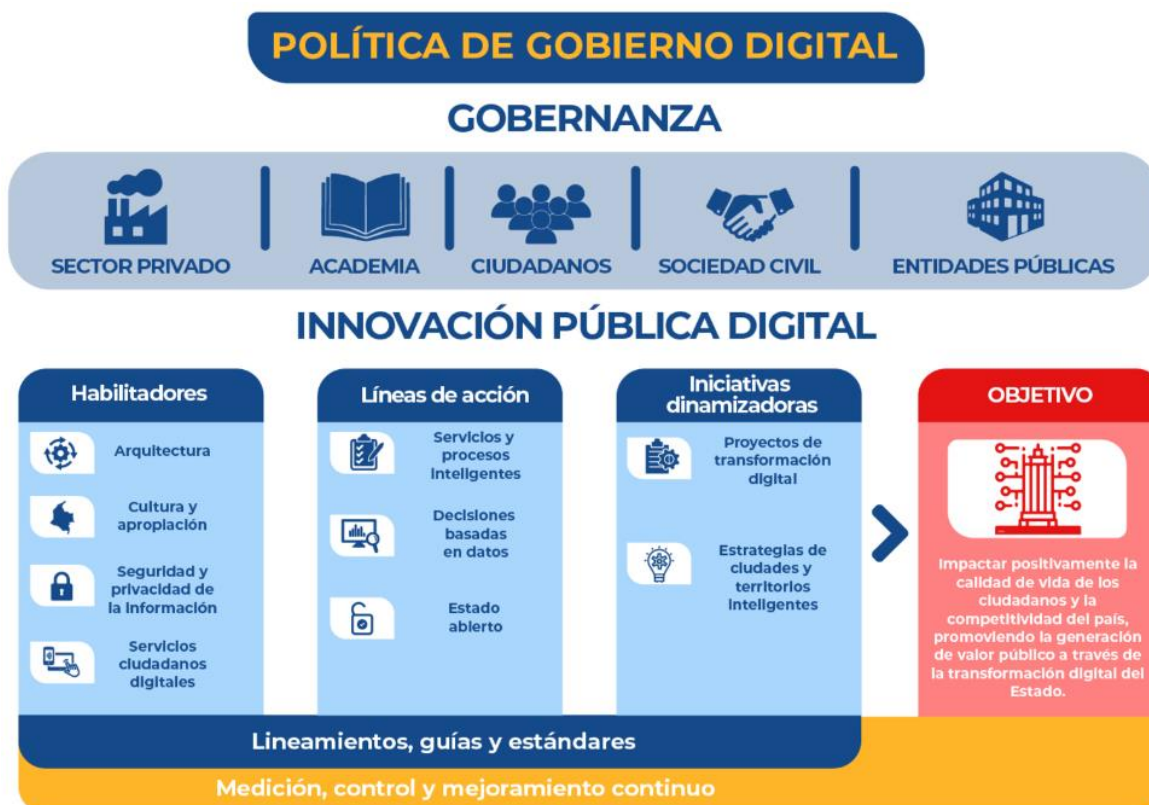 POLÍTICA DE GOBIERNO DIGITAL
GOBERNANZA
SECTOR PRIVADO
ACADEMIA
CIUDADANOS
SOCIEDAD CIVIL
ENTIDADES PÚBLICAS
INNOVACIÓN PÚBLICA DIGITAL
Habilitadores
Arquitectura
Cultura y
apropiación
Seguridad y
privacidad de
la información
Servicios
ciudadanos
digitales
Líneas de acción
Servicios y
procesos
inteligentes
Decisiones
basadas
en datos
Estado
abierto
Iniciativas
dinamizadoras
Proyectos de
transformación
digital
Estrategias de
ciudades y
territorios
inteligentes
OBJETIVO
Impactar positivamente la
calidad de vida de los
ciudadanos y la
competitividad del país,
promoviendo la generación
de valor público a través de
la transformación digital del
Estado.
Lineamientos, guías y estándares
Medición, control y mejoramiento continuo